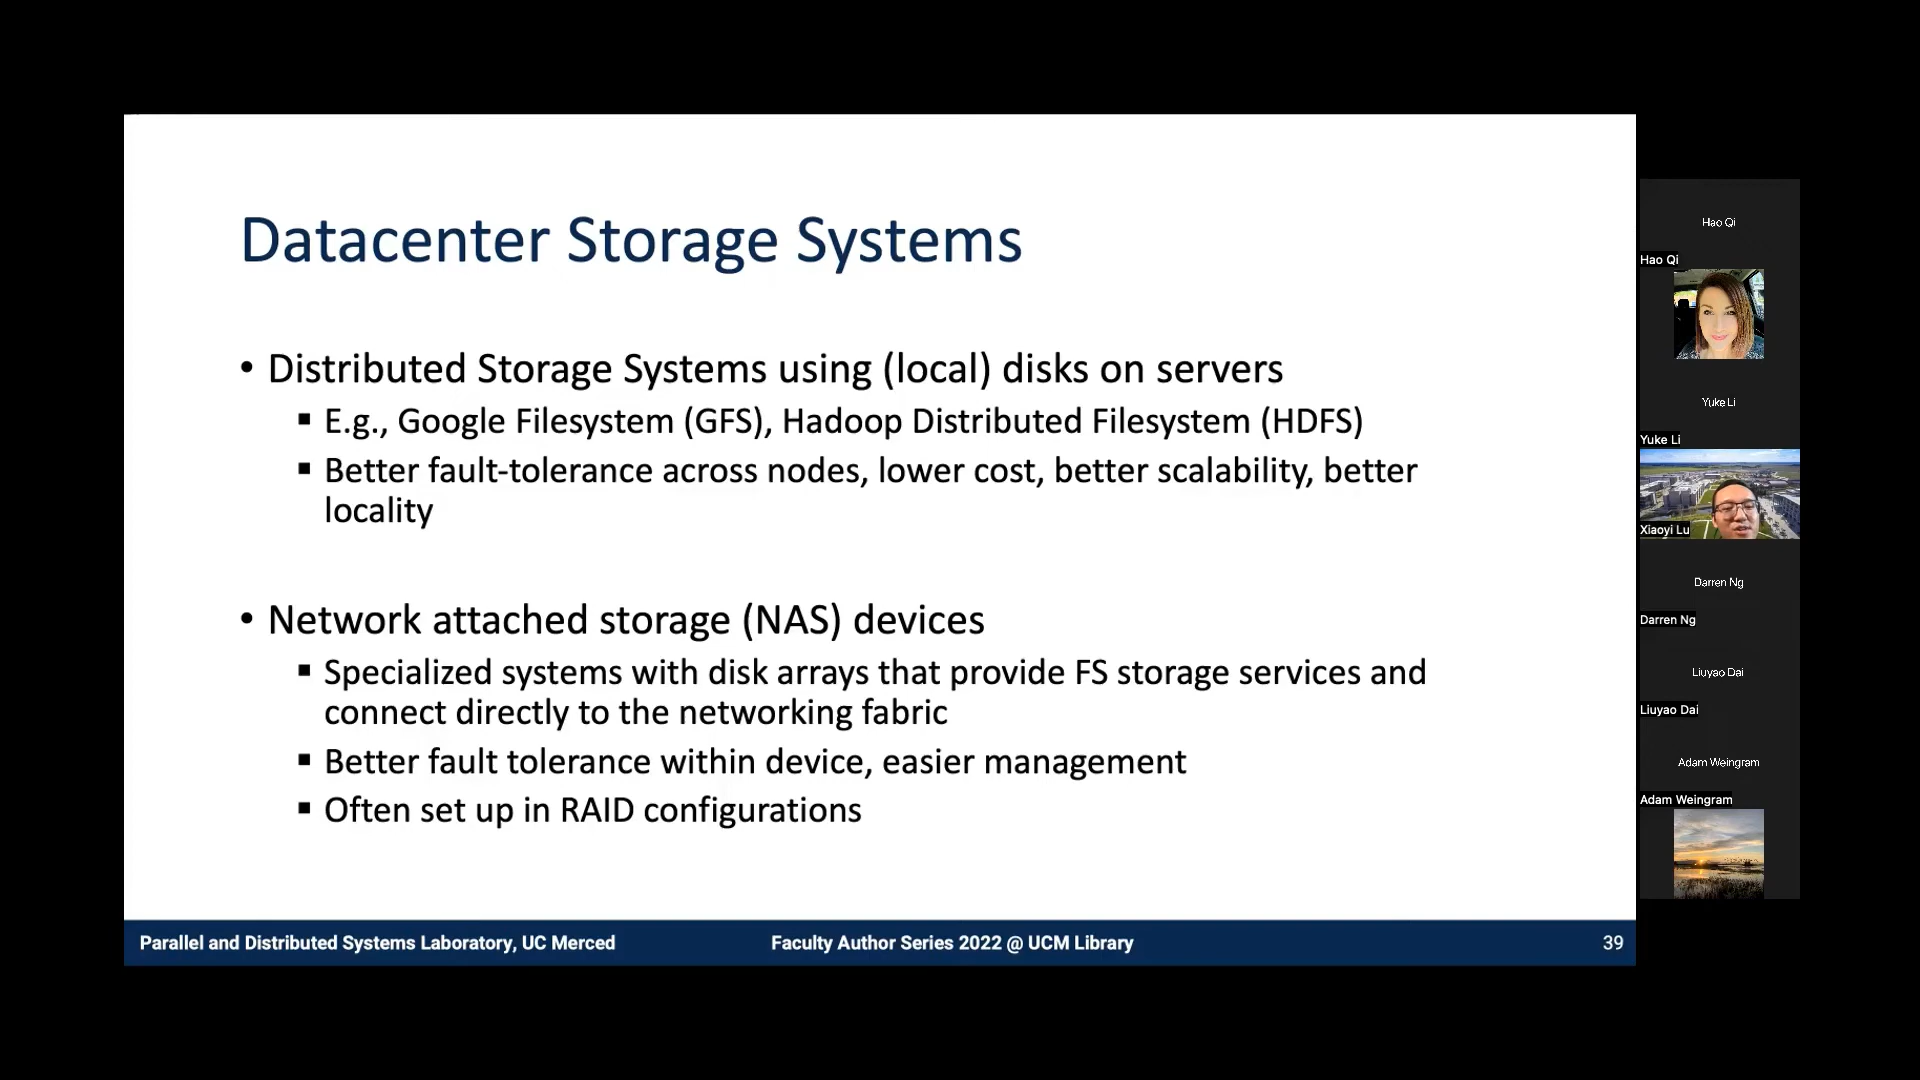 Datacenter Storage Systems
• Distributed Storage Systems using (local) disks on servers
▪ E.g., Google Filesystem (GFS), Hadoop Distributed Filesystem (HDFS)
▪ Better fault-tolerance across nodes, lower cost, better scalability, better
locality
• Network attached storage (NAS) devices
▪ Specialized systems with disk arrays that provide FS storage services and
connect directly to the networking fabric
▪ Better fault tolerance within device, easier management
▪ Often set up in RAID configurations
Parallel and Distributed Systems Laboratory, UC Merced
Faculty Author Series 2022 @ UCM Library
39
Hao Qi
Hao Qi
Yuke Li
Yuke Li
Xiaoyi Lu
Darren Ng
Darren Ng
Liuyao Dai
Liuyao Dai
Adam Weingram
Adam Weingram